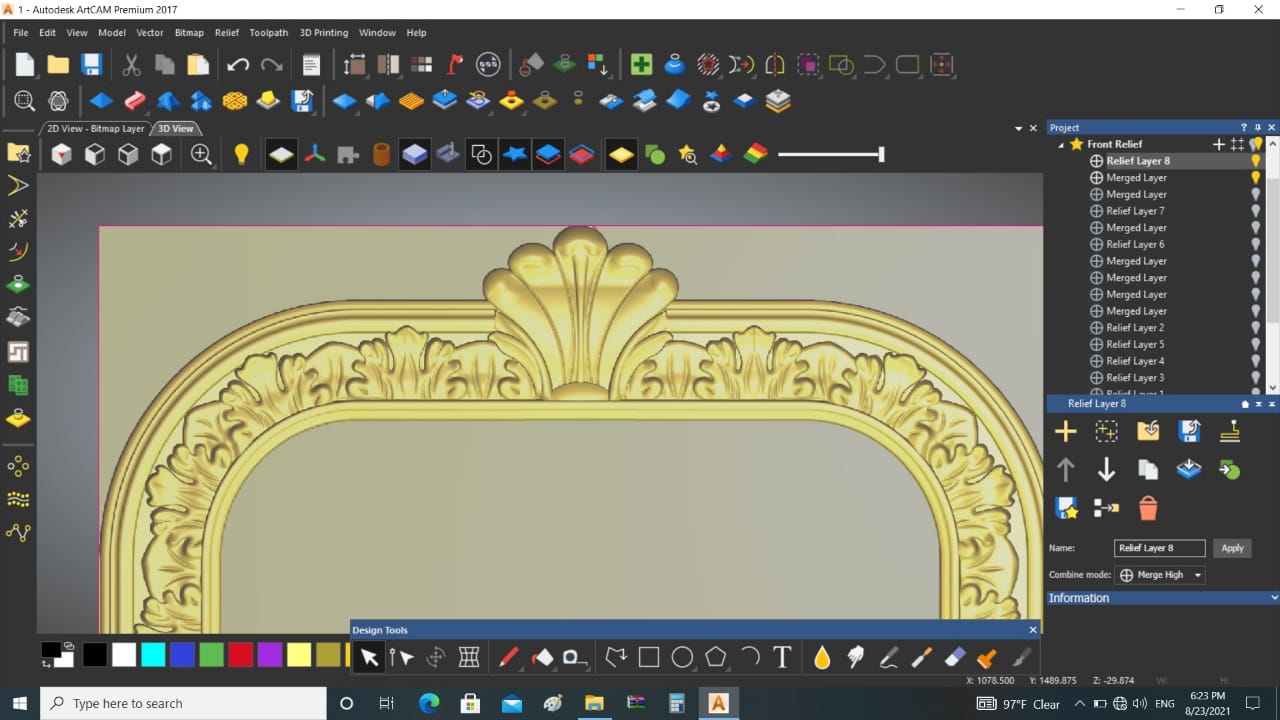 1 - Autodesk ArtCAM Premium 2017
File Edit View Model Vector Bitmap Relief Toolpath 3D Printing Window Help
2D View - Bitmap Layer 3D View
Project
Front Relief
Relief Layer 8
Merged Layer
Merged Layer
Relief Layer 7
Merged Layer
Relief Layer 6
Merged Layer
Merged Layer
Merged Layer
Merged Layer
Relief Layer 2
Relief Layer 5
Relief Layer 4
Relief Layer 3
Relief Layer 8
Name: Relief Layer 8 Apply
Combine mode: Merge High
Information
Design Tools
X: 1078.500 Y: 1489.875 Z: -29.874 W: H:
Type here to search
97°F Clear ENG
6:23 PM
8/23/2021